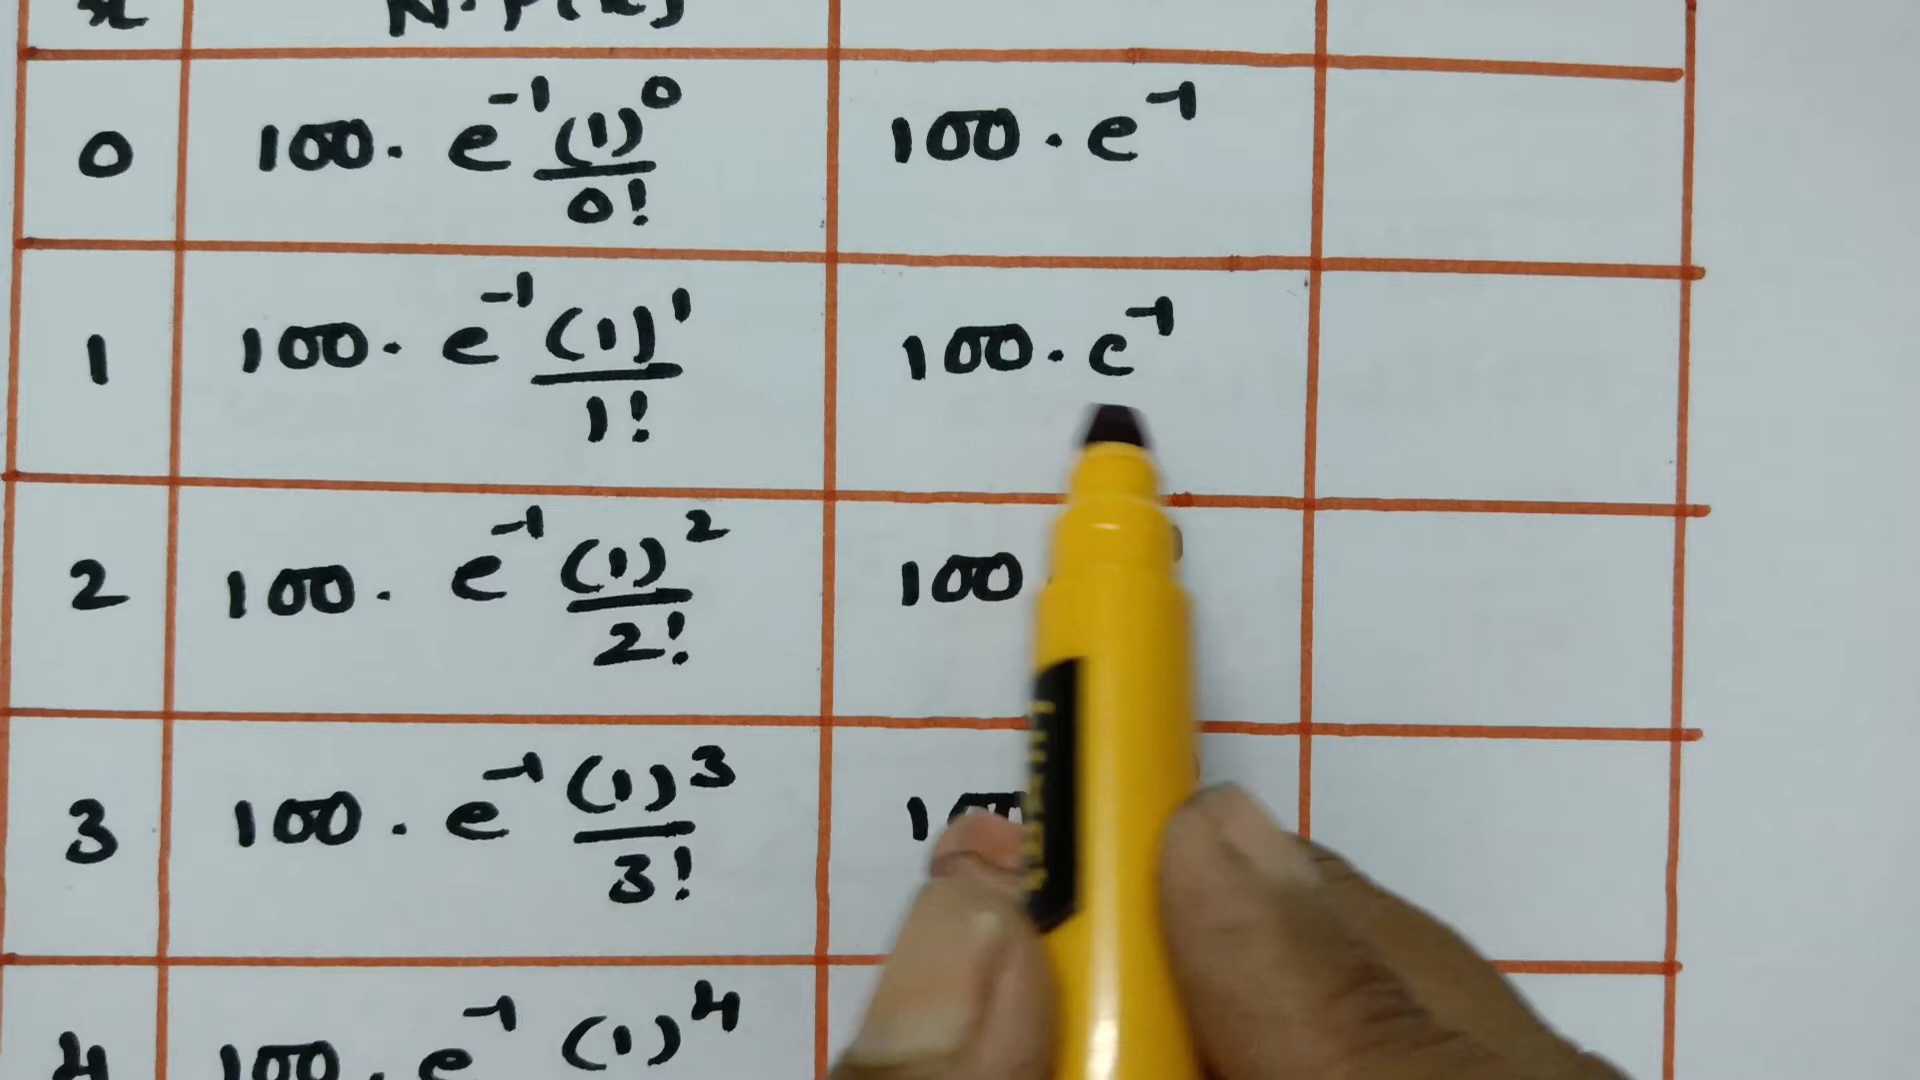 x N.P(x)
0 100 · e⁻¹ (1)⁰ / 0! 100 · e⁻¹
1 100 · e⁻¹ (1)¹ / 1! 100 · e⁻¹
2 100 · e⁻¹ (1)² / 2! 100
3 100 · e⁻¹ (1)³ / 3!
4 100 · e⁻¹ (1)⁴